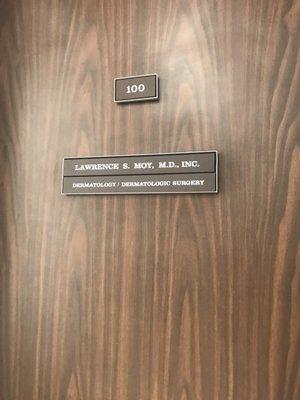 100
LAWRENCE S. MOY, M.D., INC.
DERMATOLOGY / DERMATOLOGIC SURGERY